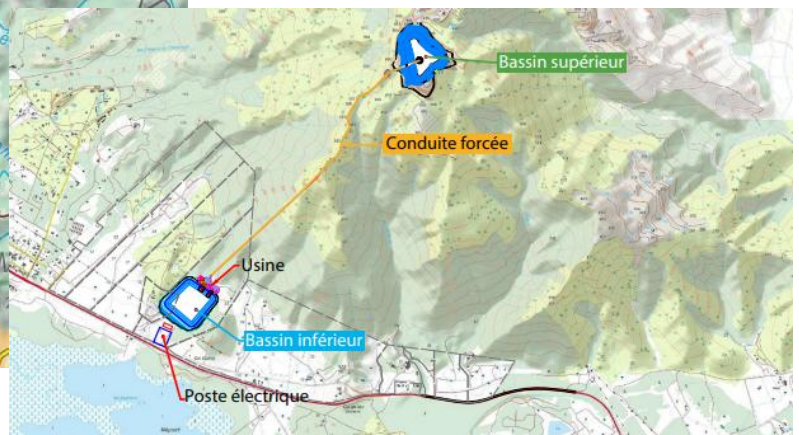 Bassin supérieur
Conduite forcée
Usine
Bassin inférieur
Poste électrique